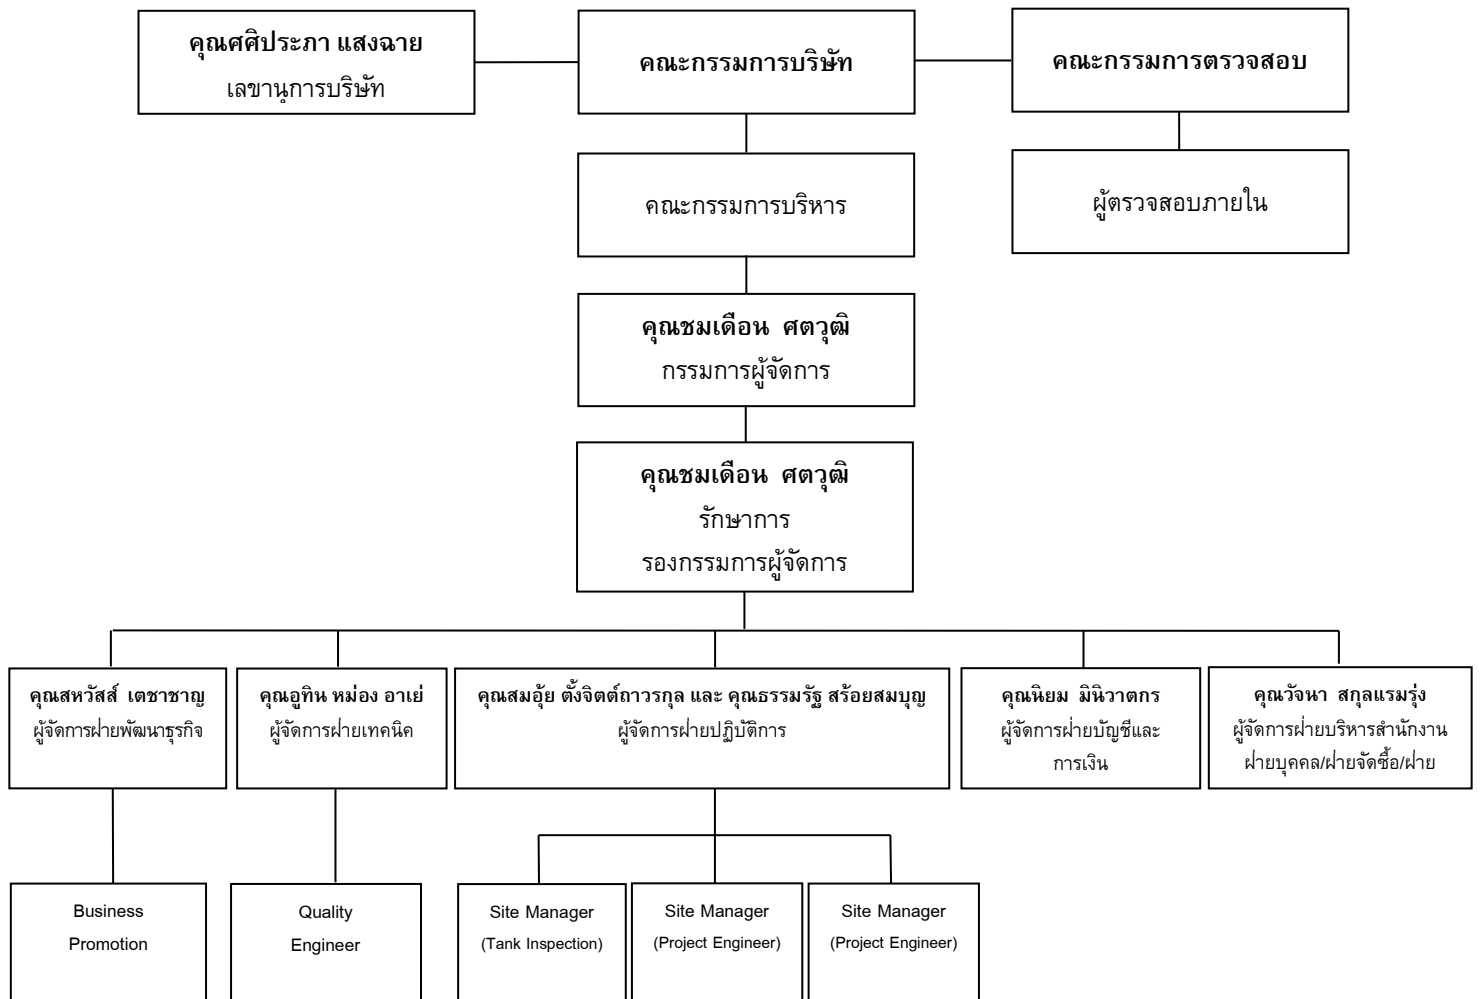 คุณศศิประภา แสงฉาย
เลขานุการบริษัท
คณะกรรมการบริษัท
คณะกรรมการตรวจสอบ
คณะกรรมการบริหาร
ผู้ตรวจสอบภายใน
คุณชมเดือน ศตวุฒิ
กรรมการผู้จัดการ
คุณชมเดือน ศตวุฒิ
รักษาการ
รองกรรมการผู้จัดการ
คุณสหวัสส์ เตชาชาญ
ผู้จัดการฝ่ายพัฒนาธุรกิจ
คุณอูทิน หม่อง อาเย่
ผู้จัดการฝ่ายเทคนิค
คุณสมอุ้ย ตั้งจิตต์ถาวรกุล และ คุณธรรมรัฐ สร้อยสมบุญ
ผู้จัดการฝ่ายปฏิบัติการ
คุณนิยม มินิวาตกร
ผู้จัดการฝ่ายบัญชีและ
การเงิน
คุณวัจนา สกุลแรมรุ่ง
ผู้จัดการฝ่ายบริหารสำนักงาน
ฝ่ายบุคคล/ฝ่ายจัดซื้อ/ฝ่าย
Business
Promotion
Quality
Engineer
Site Manager
(Tank Inspection)
Site Manager
(Project Engineer)
Site Manager
(Project Engineer)